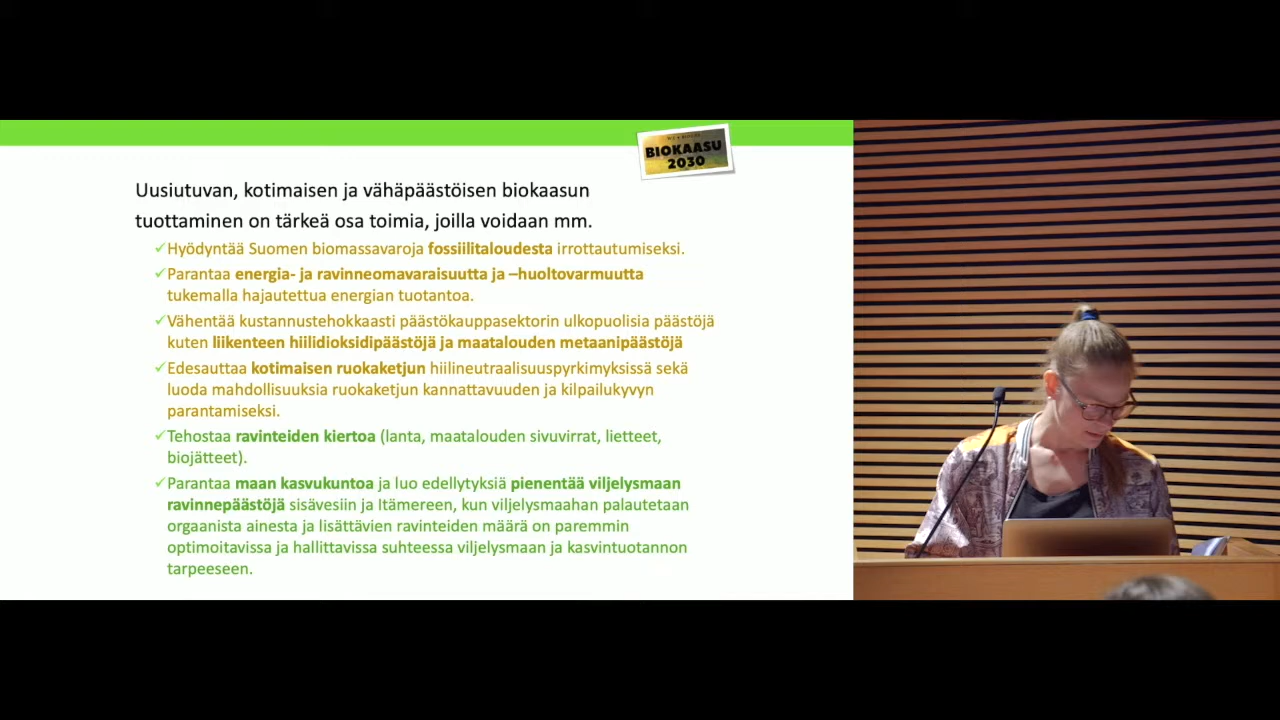 BIOKAASU
2030
Uusiutuvan, kotimaisen ja vähäpäästöisen biokaasun
tuottaminen on tärkeä osa toimia, joilla voidaan mm.
✓Hyödyntää Suomen biomassavaroja fossiilitaloudesta irrottautumiseksi.
✓Parantaa energia- ja ravinneomavaraisuutta ja –huoltovarmuutta
tukemalla hajautettua energian tuotantoa.
✓Vähentää kustannustehokkaasti päästökauppasektorin ulkopuolisia päästöjä
kuten liikenteen hiilidioksidipäästöjä ja maatalouden metaanipäästöjä
✓Edesauttaa kotimaisen ruokaketjun hiilineutraalisuuspyrkimyksissä sekä
luoda mahdollisuuksia ruokaketjun kannattavuuden ja kilpailukyvyn
parantamiseksi.
✓Tehostaa ravinteiden kiertoa (lanta, maatalouden sivuvirrat, lietteet,
biojätteet).
✓Parantaa maan kasvukuntoa ja luo edellytyksiä pienentää viljelysmaan
ravinnepäästöjä sisävesiin ja Itämereen, kun viljelysmaahan palautetaan
orgaanista ainesta ja lisättävien ravinteiden määrä on paremmin
optimoitavissa ja hallittavissa suhteessa viljelysmaan ja kasvintuotannon
tarpeeseen.